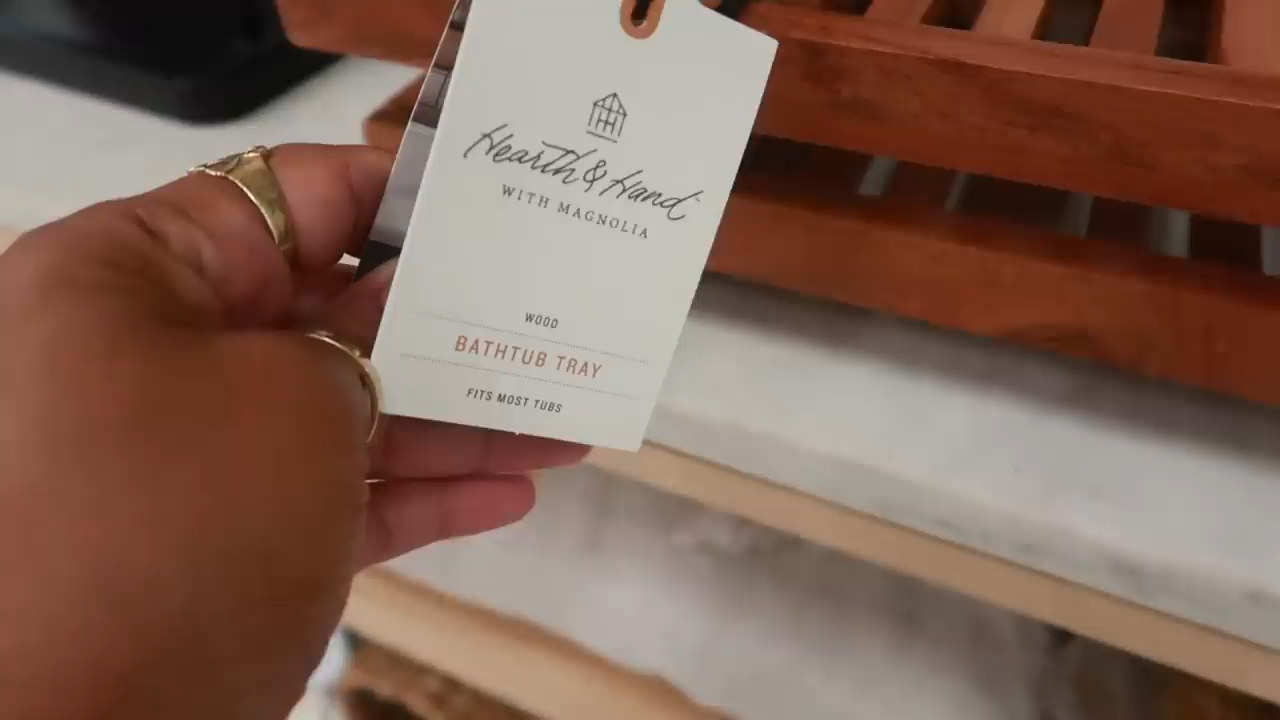 Hearth & Hand
WITH MAGNOLIA
WOOD
BATHTUB TRAY
FITS MOST TUBS